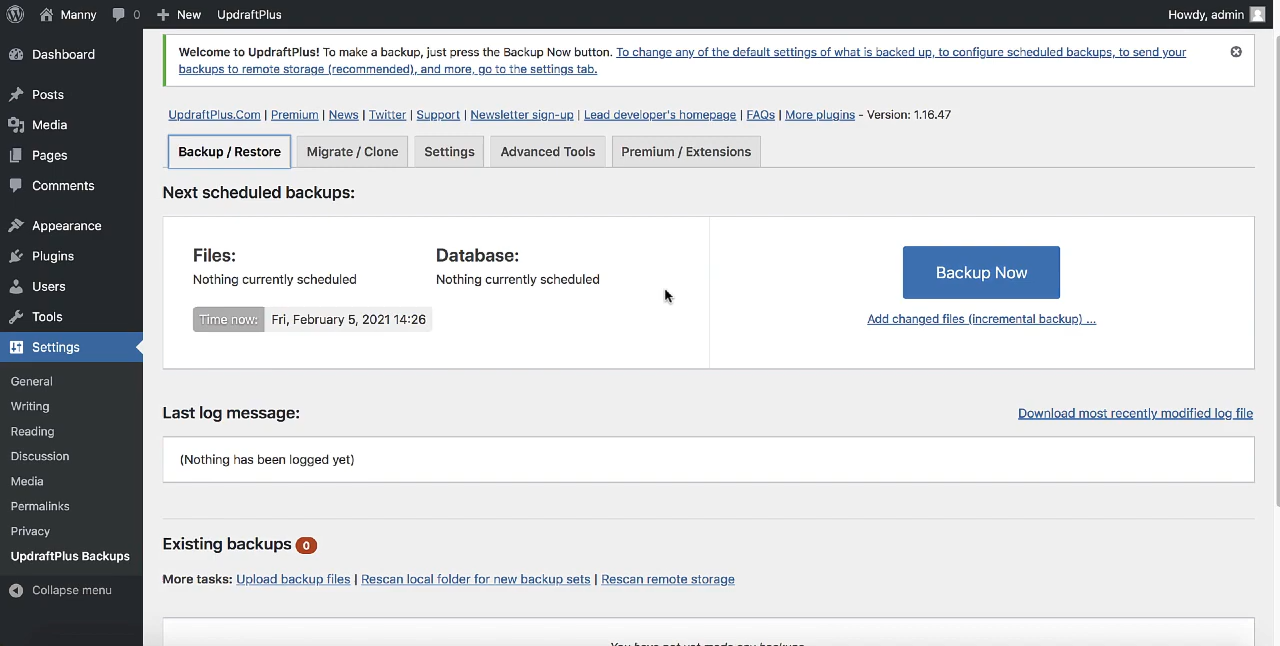 Manny 0 New UpdraftPlus Howdy, admin
Dashboard
Posts
Media
Pages
Comments
Appearance
Plugins
Users
Tools
Settings
General
Writing
Reading
Discussion
Media
Permalinks
Privacy
UpdraftPlus Backups
Collapse menu
Welcome to UpdraftPlus! To make a backup, just press the Backup Now button. To change any of the default settings of what is backed up, to configure scheduled backups, to send your
backups to remote storage (recommended), and more, go to the settings tab.
UpdraftPlus.Com | Premium | News | Twitter | Support | Newsletter sign-up | Lead developer's homepage | FAQs | More plugins - Version: 1.16.47
Backup / Restore Migrate / Clone Settings Advanced Tools Premium / Extensions
Next scheduled backups:
Files: Database:
Nothing currently scheduled Nothing currently scheduled
Time now: Fri, February 5, 2021 14:26
Backup Now
Add changed files (incremental backup) ...
Last log message: Download most recently modified log file
(Nothing has been logged yet)
Existing backups 0
More tasks: Upload backup files | Rescan local folder for new backup sets | Rescan remote storage
You have not yet made any backups.